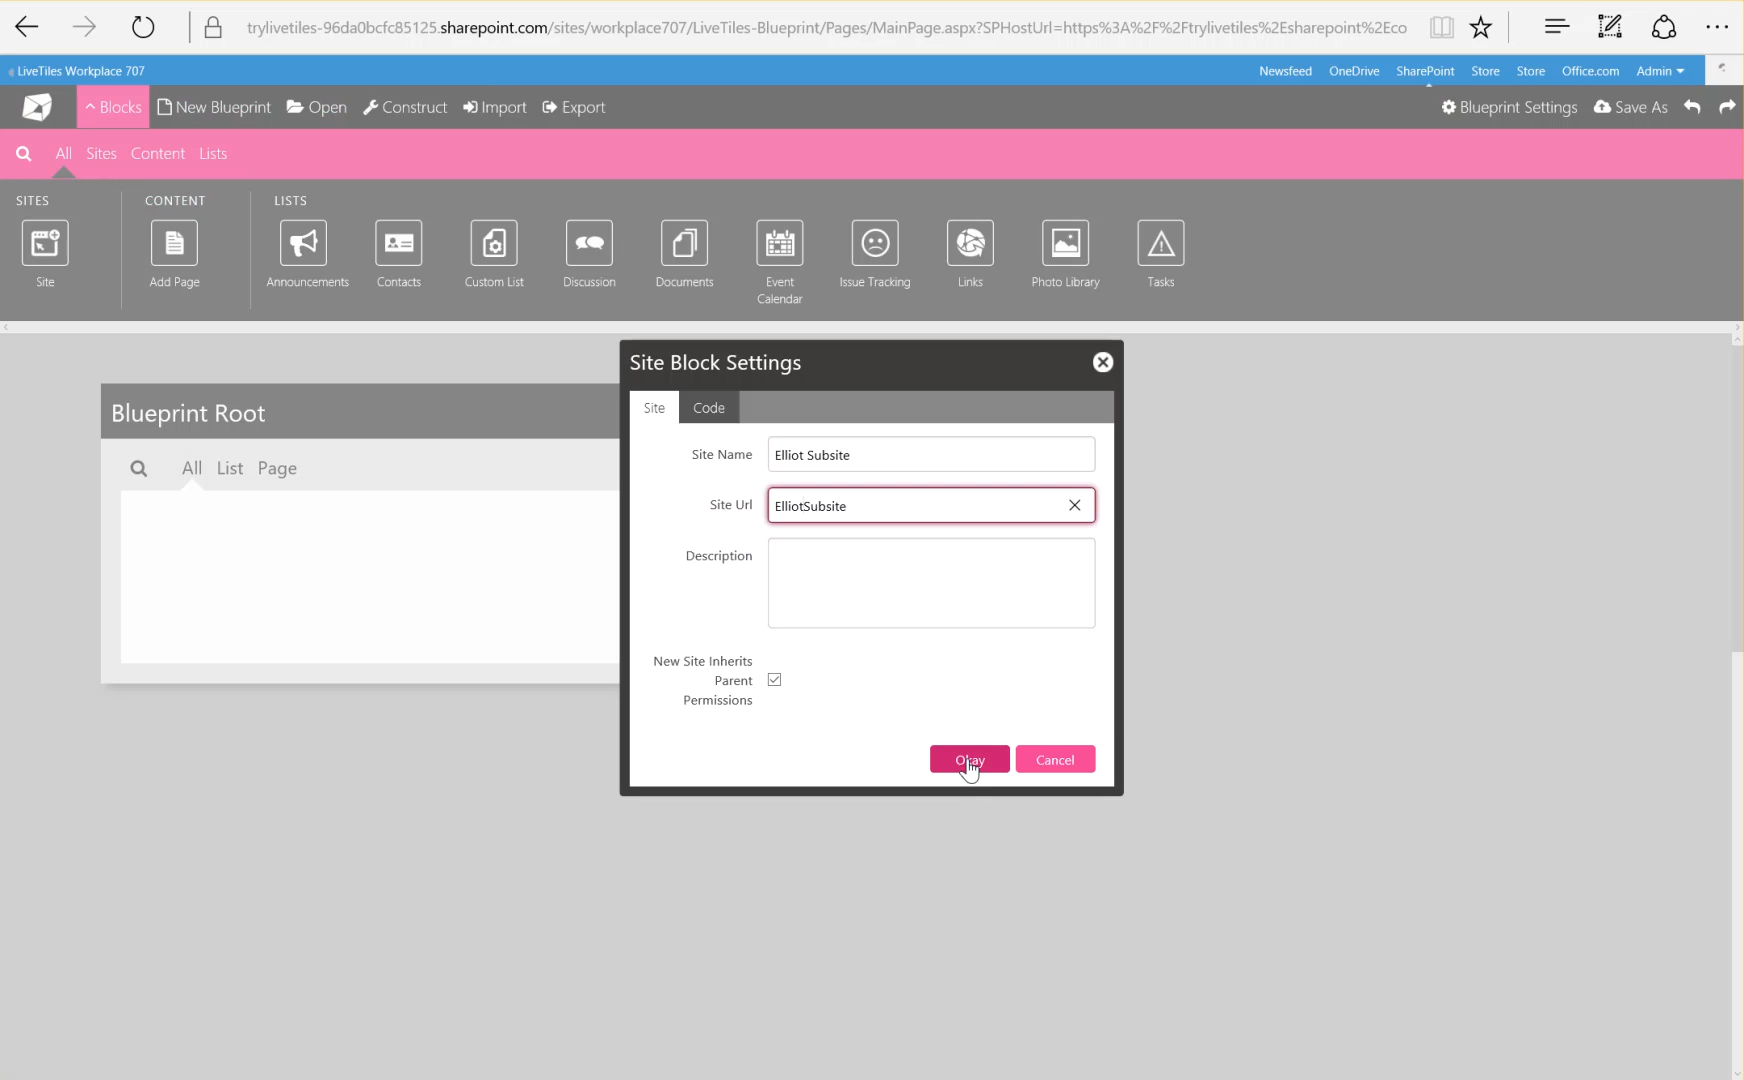 trylivetiles-96da0bcfc85125.sharepoint.com/sites/workplace707/LiveTiles-Blueprint/Pages/MainPage.aspx?SPHostUrl=https%3A%2F%2Ftrylivetiles%2Esharepoint%2Eco
LiveTiles Workplace 707 Newsfeed OneDrive SharePoint Store Store Office.com Admin
Blocks New Blueprint Open Construct Import Export Blueprint Settings Save As
All Sites Content Lists
SITES CONTENT LISTS
Site Add Page Announcements Contacts Custom List Discussion Documents Event Issue Tracking Links Photo Library Tasks
Calendar
Site Block Settings
Site Code
Blueprint Root
Site Name Elliot Subsite
All List Page
Site Url ElliotSubsite
Description
New Site Inherits
Parent
Permissions
Okay Cancel